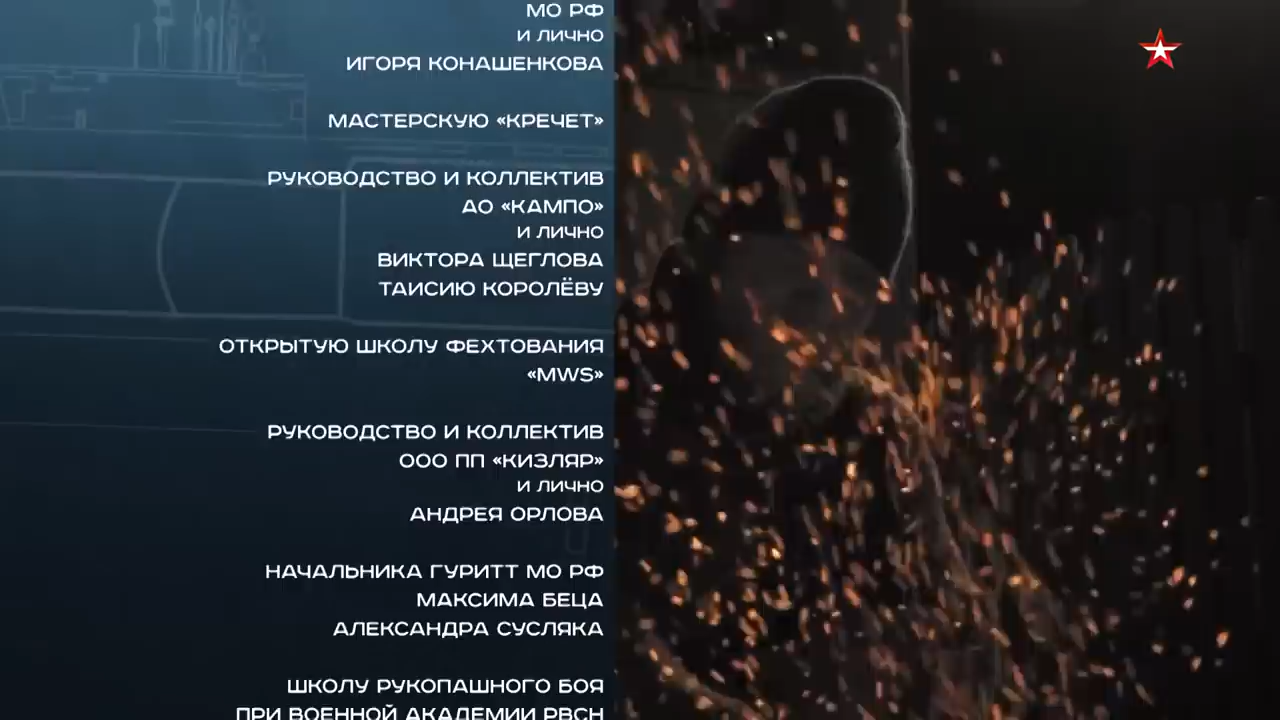 МО РФ
И ЛИЧНО
ИГОРЯ КОНАШЕНКОВА
МАСТЕРСКУЮ «КРЕЧЕТ»
РУКОВОДСТВО И КОЛЛЕКТИВ
АО «КАМПО»
И ЛИЧНО
ВИКТОРА ЩЕГЛОВА
ТАИСИЮ КОРОЛЁВУ
ОТКРЫТУЮ ШКОЛУ ФЕХТОВАНИЯ
«MWS»
РУКОВОДСТВО И КОЛЛЕКТИВ
ООО ПП «КИЗЛЯР»
И ЛИЧНО
АНДРЕЯ ОРЛОВА
НАЧАЛЬНИКА ГУРИТТ МО РФ
МАКСИМА БЕЦА
АЛЕКСАНДРА СУСЛЯКА
ШКОЛУ РУКОПАШНОГО БОЯ
ПРИ ВОЕННОЙ АКАДЕМИИ РВСН